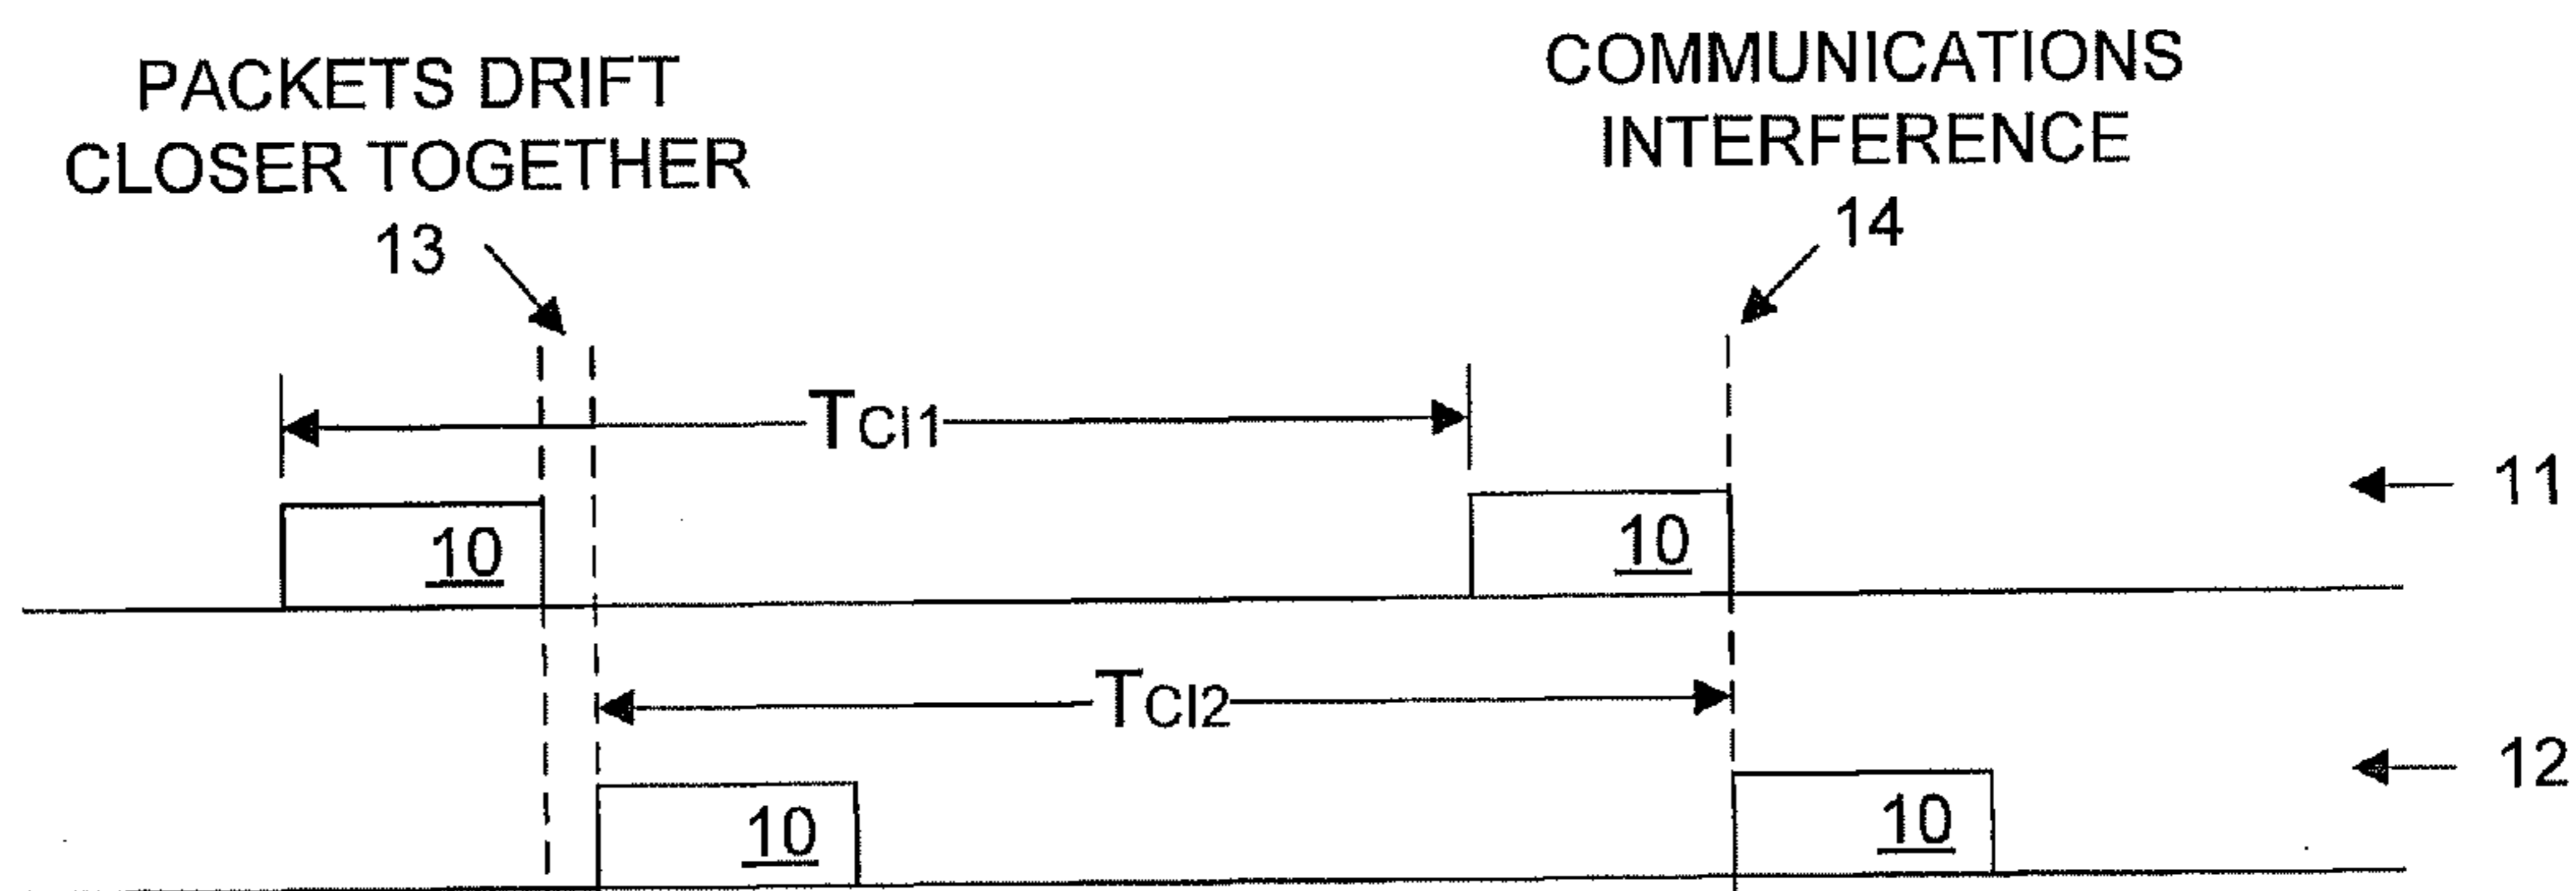 PACKETS DRIFT
CLOSER TOGETHER
13
COMMUNICATIONS
INTERFERENCE
14
TCI1
11
10
10
TCI2
12
10
10